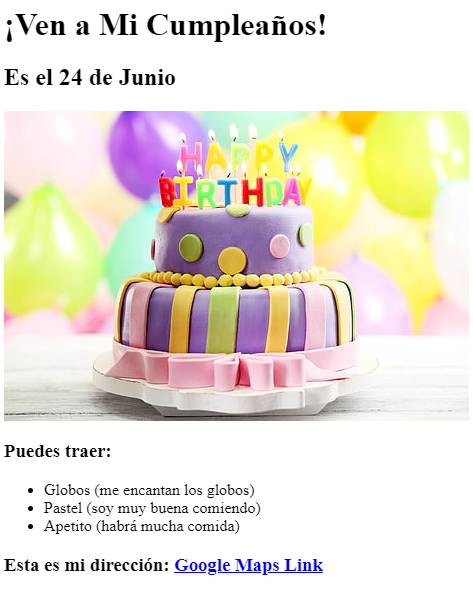 ¡Ven a Mi Cumpleaños!
Es el 24 de Junio
HAPPY
BIRTHDAY
Puedes traer:
Globos (me encantan los globos)
Pastel (soy muy buena comiendo)
Apetito (habrá mucha comida)
Esta es mi dirección: Google Maps Link